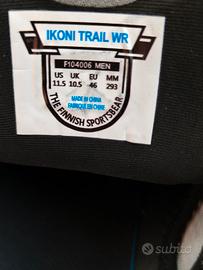 IKONI TRAIL WR
F104006 MEN
US UK EU MM
11.5 10.5 46 293
MADE IN CHINA
FABRIQUÉ EN CHINE
THE FINNISH SPORTSBEAR
subito